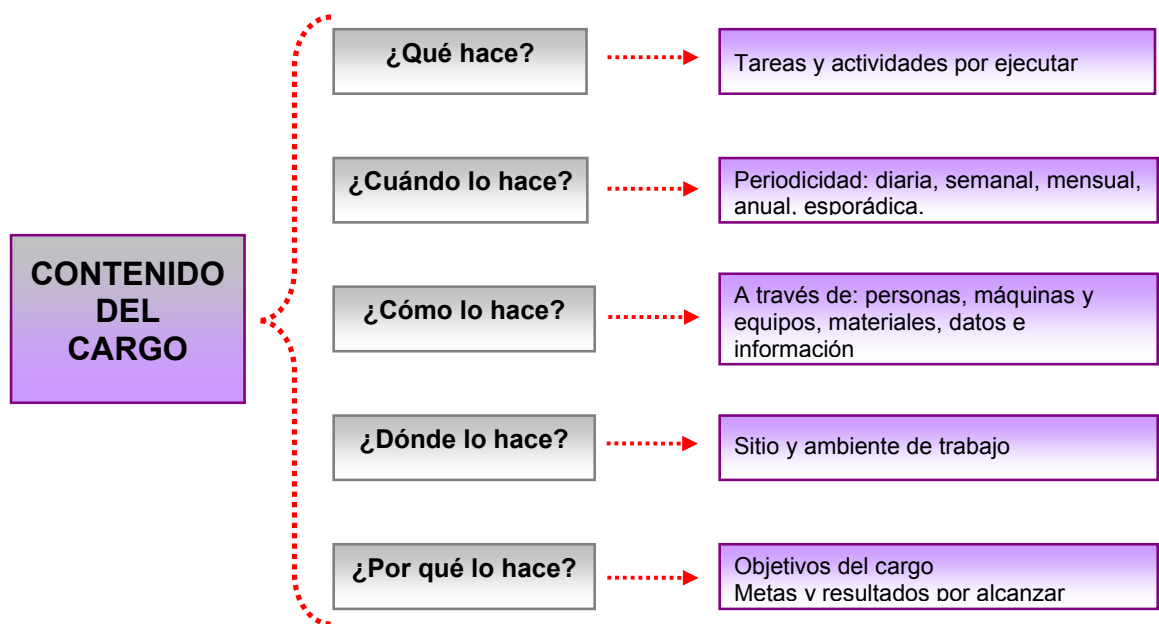 CONTENIDO
DEL
CARGO
¿Qué hace?
Tareas y actividades por ejecutar
¿Cuándo lo hace?
Periodicidad: diaria, semanal, mensual,
anual, esporádica.
¿Cómo lo hace?
A través de: personas, máquinas y
equipos, materiales, datos e
información
¿Dónde lo hace?
Sitio y ambiente de trabajo
¿Por qué lo hace?
Objetivos del cargo
Metas y resultados por alcanzar